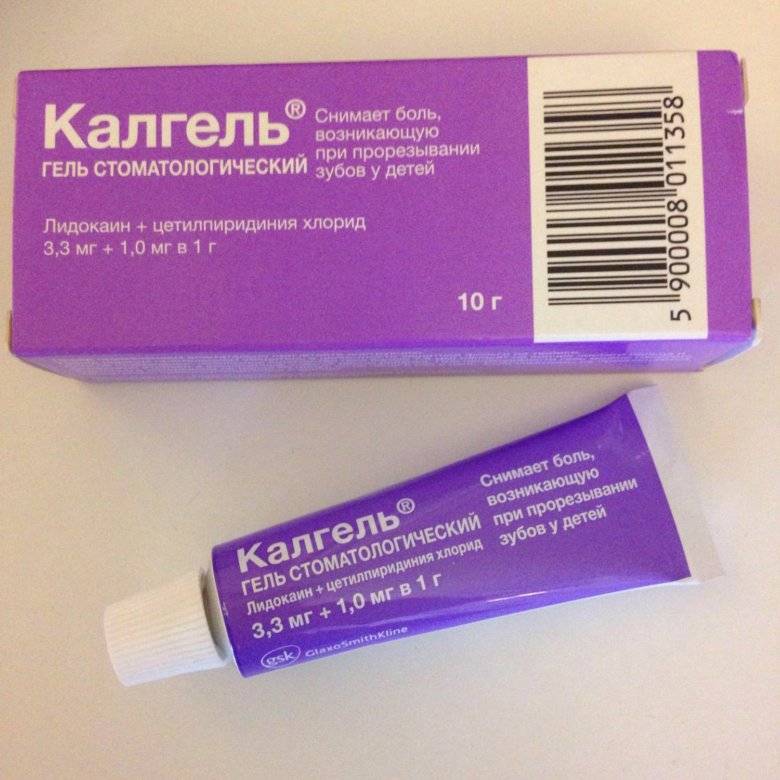 Калгель®
ГЕЛЬ СТОМАТОЛОГИЧЕСКИЙ
Снимает боль,
возникающую
при прорезывании
зубов у детей
Лидокаин + цетилпиридиния хлорид
3,3 мг + 1,0 мг в 1 г
10 г
5 900008 011358
Калгель®
ГЕЛЬ СТОМАТОЛОГИЧЕСКИЙ
Лидокаин + цетилпиридиния хлорид
3,3 мг + 1,0 мг в 1 г
Снимает боль,
возникающую
при прорезывании
зубов у детей
gsk GlaxoSmithKline